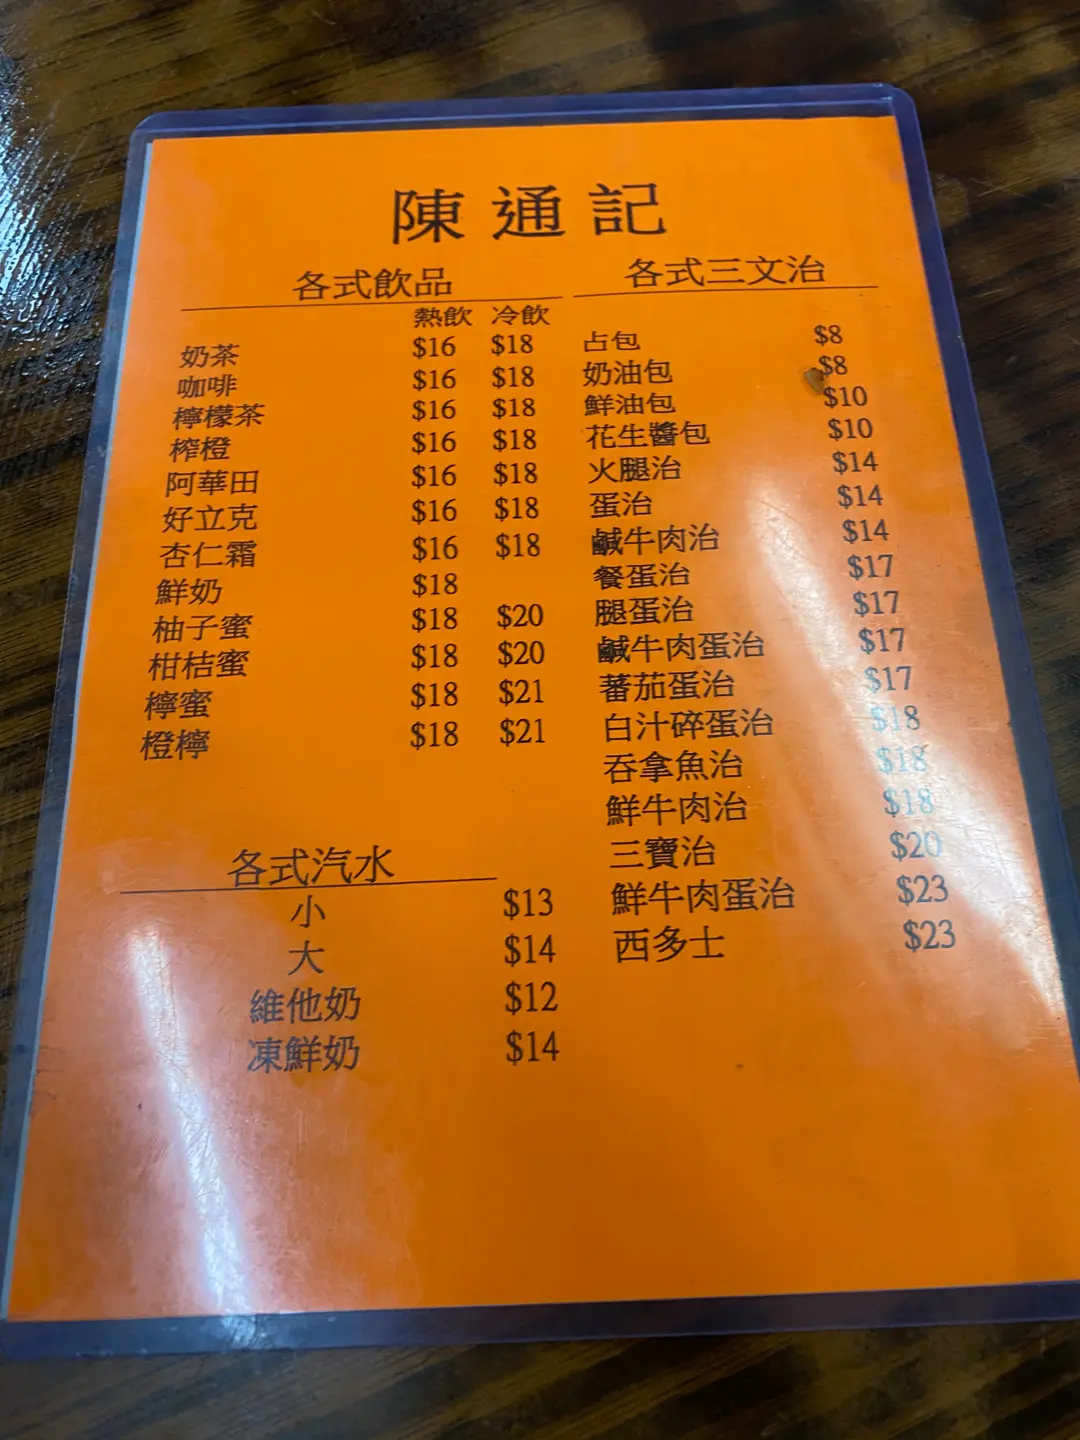 陳通記
各式飲品
熱飲 冷飲
奶茶 $16 $18
咖啡 $16 $18
檸檬茶 $16 $18
榨橙 $16 $18
阿華田 $16 $18
好立克 $16 $18
杏仁霜 $16 $18
鮮奶 $18
柚子蜜 $18 $20
柑桔蜜 $18 $20
檸蜜 $18 $21
橙檸 $18 $21
各式汽水
小 $13
大 $14
維他奶 $12
凍鮮奶 $14
各式三文治
占包 $8
奶油包 $8
鮮油包 $10
花生醬包 $10
火腿治 $14
蛋治 $14
鹹牛肉治 $14
餐蛋治 $17
腿蛋治 $17
鹹牛肉蛋治 $17
蕃茄蛋治 $17
白汁碎蛋治 $18
吞拿魚治 $18
鮮牛肉治 $18
三寶治 $20
鮮牛肉蛋治 $23
西多士 $23